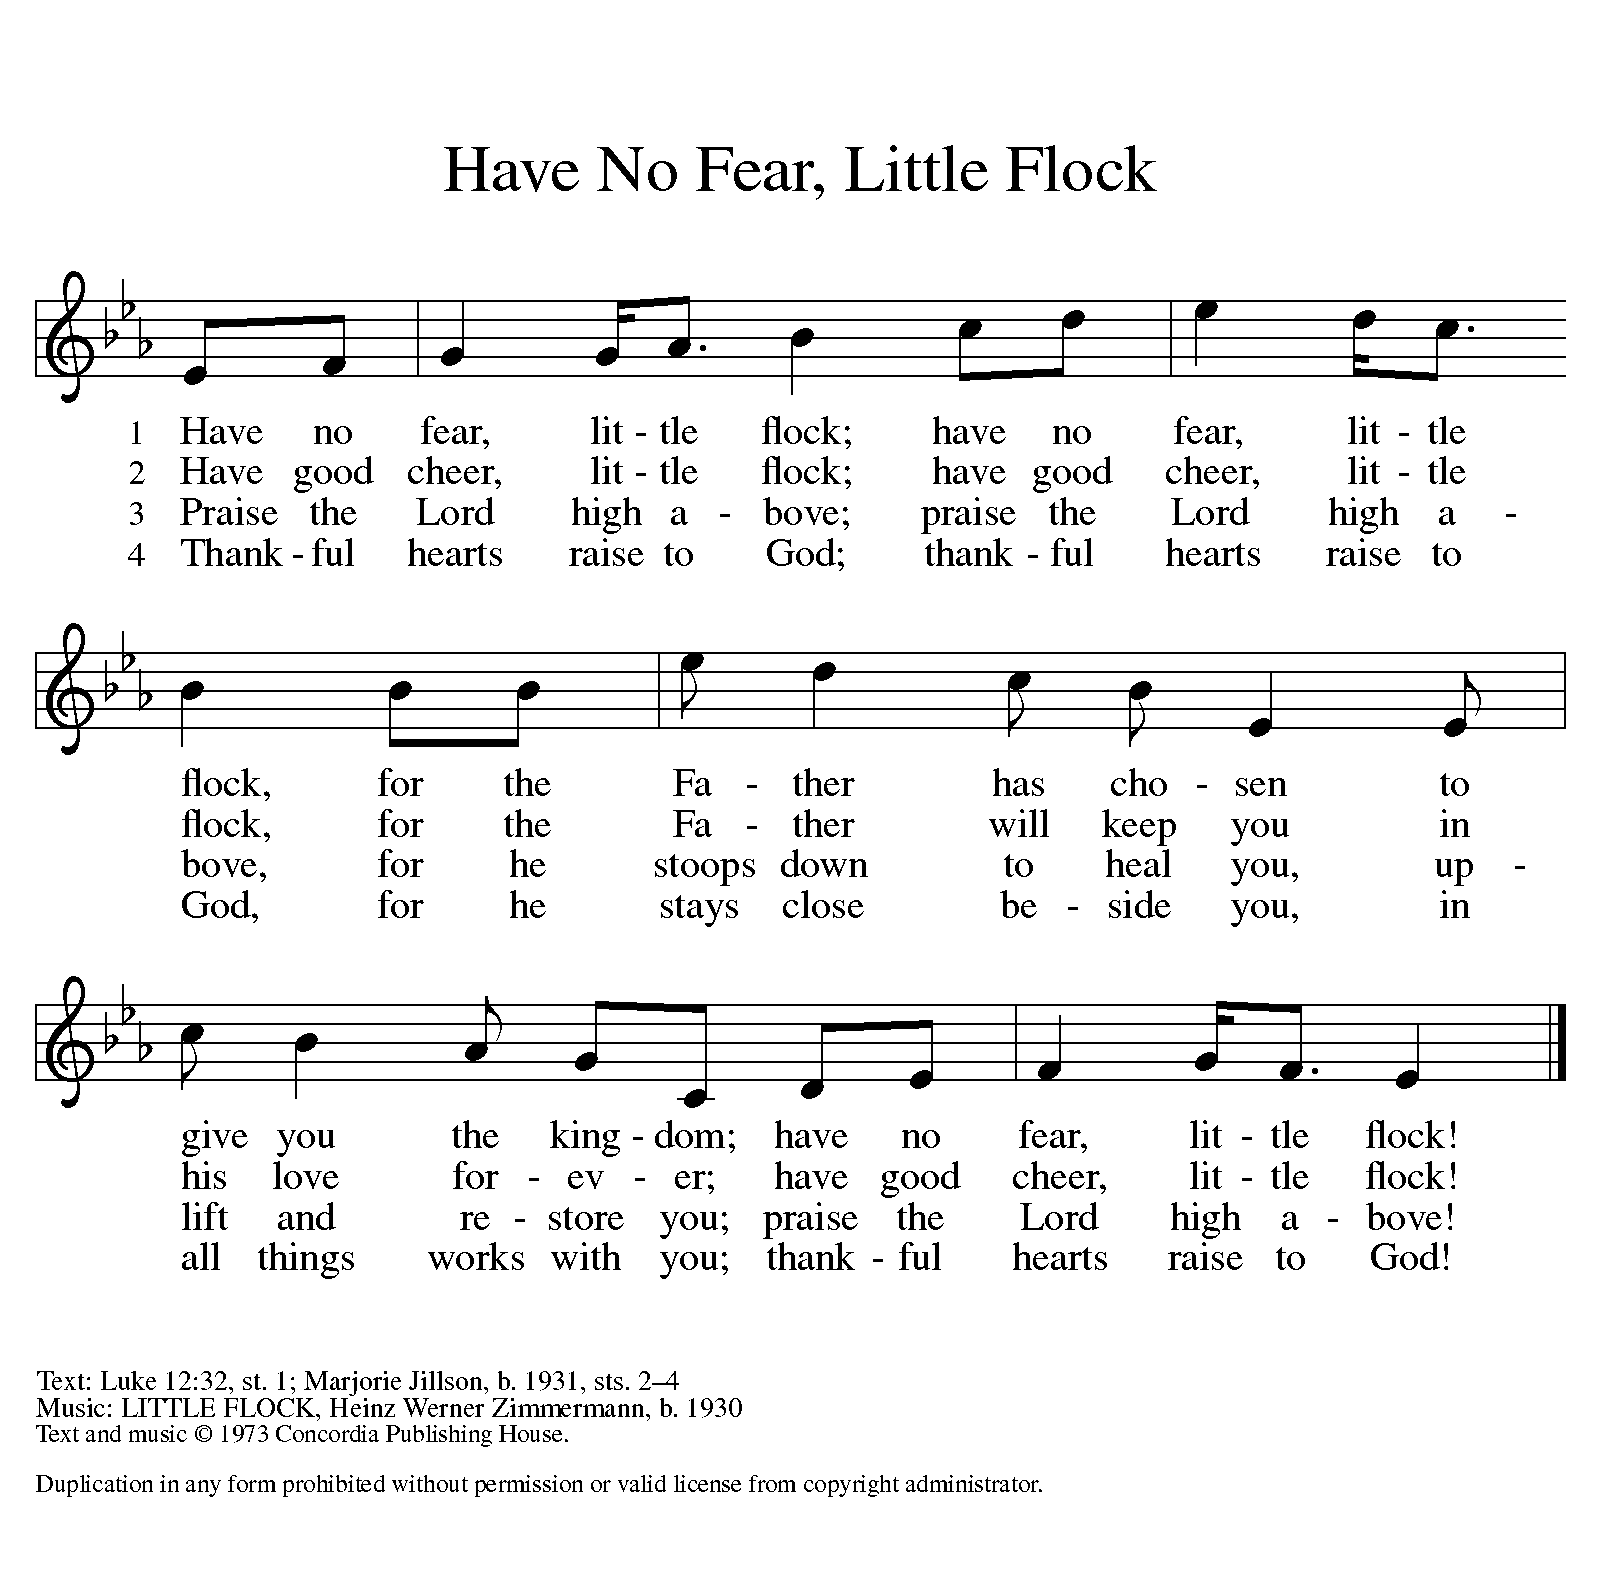 Have No Fear, Little Flock
1 Have no fear, lit - tle flock; have no fear, lit - tle
2 Have good cheer, lit - tle flock; have good cheer, lit - tle
3 Praise the Lord high a - bove; praise the Lord high a -
4 Thank - ful hearts raise to God; thank - ful hearts raise to
flock, for the Fa - ther has cho - sen to
flock, for the Fa - ther will keep you in
bove, for he stoops down to heal you, up -
God, for he stays close be - side you, in
give you the king - dom; have no fear, lit - tle flock!
his love for - ev - er; have good cheer, lit - tle flock!
lift and re - store you; praise the Lord high a - bove!
all things works with you; thank - ful hearts raise to God!
Text: Luke 12:32, st. 1; Marjorie Jillson, b. 1931, sts. 2–4
Music: LITTLE FLOCK, Heinz Werner Zimmermann, b. 1930
Text and music © 1973 Concordia Publishing House.
Duplication in any form prohibited without permission or valid license from copyright administrator.